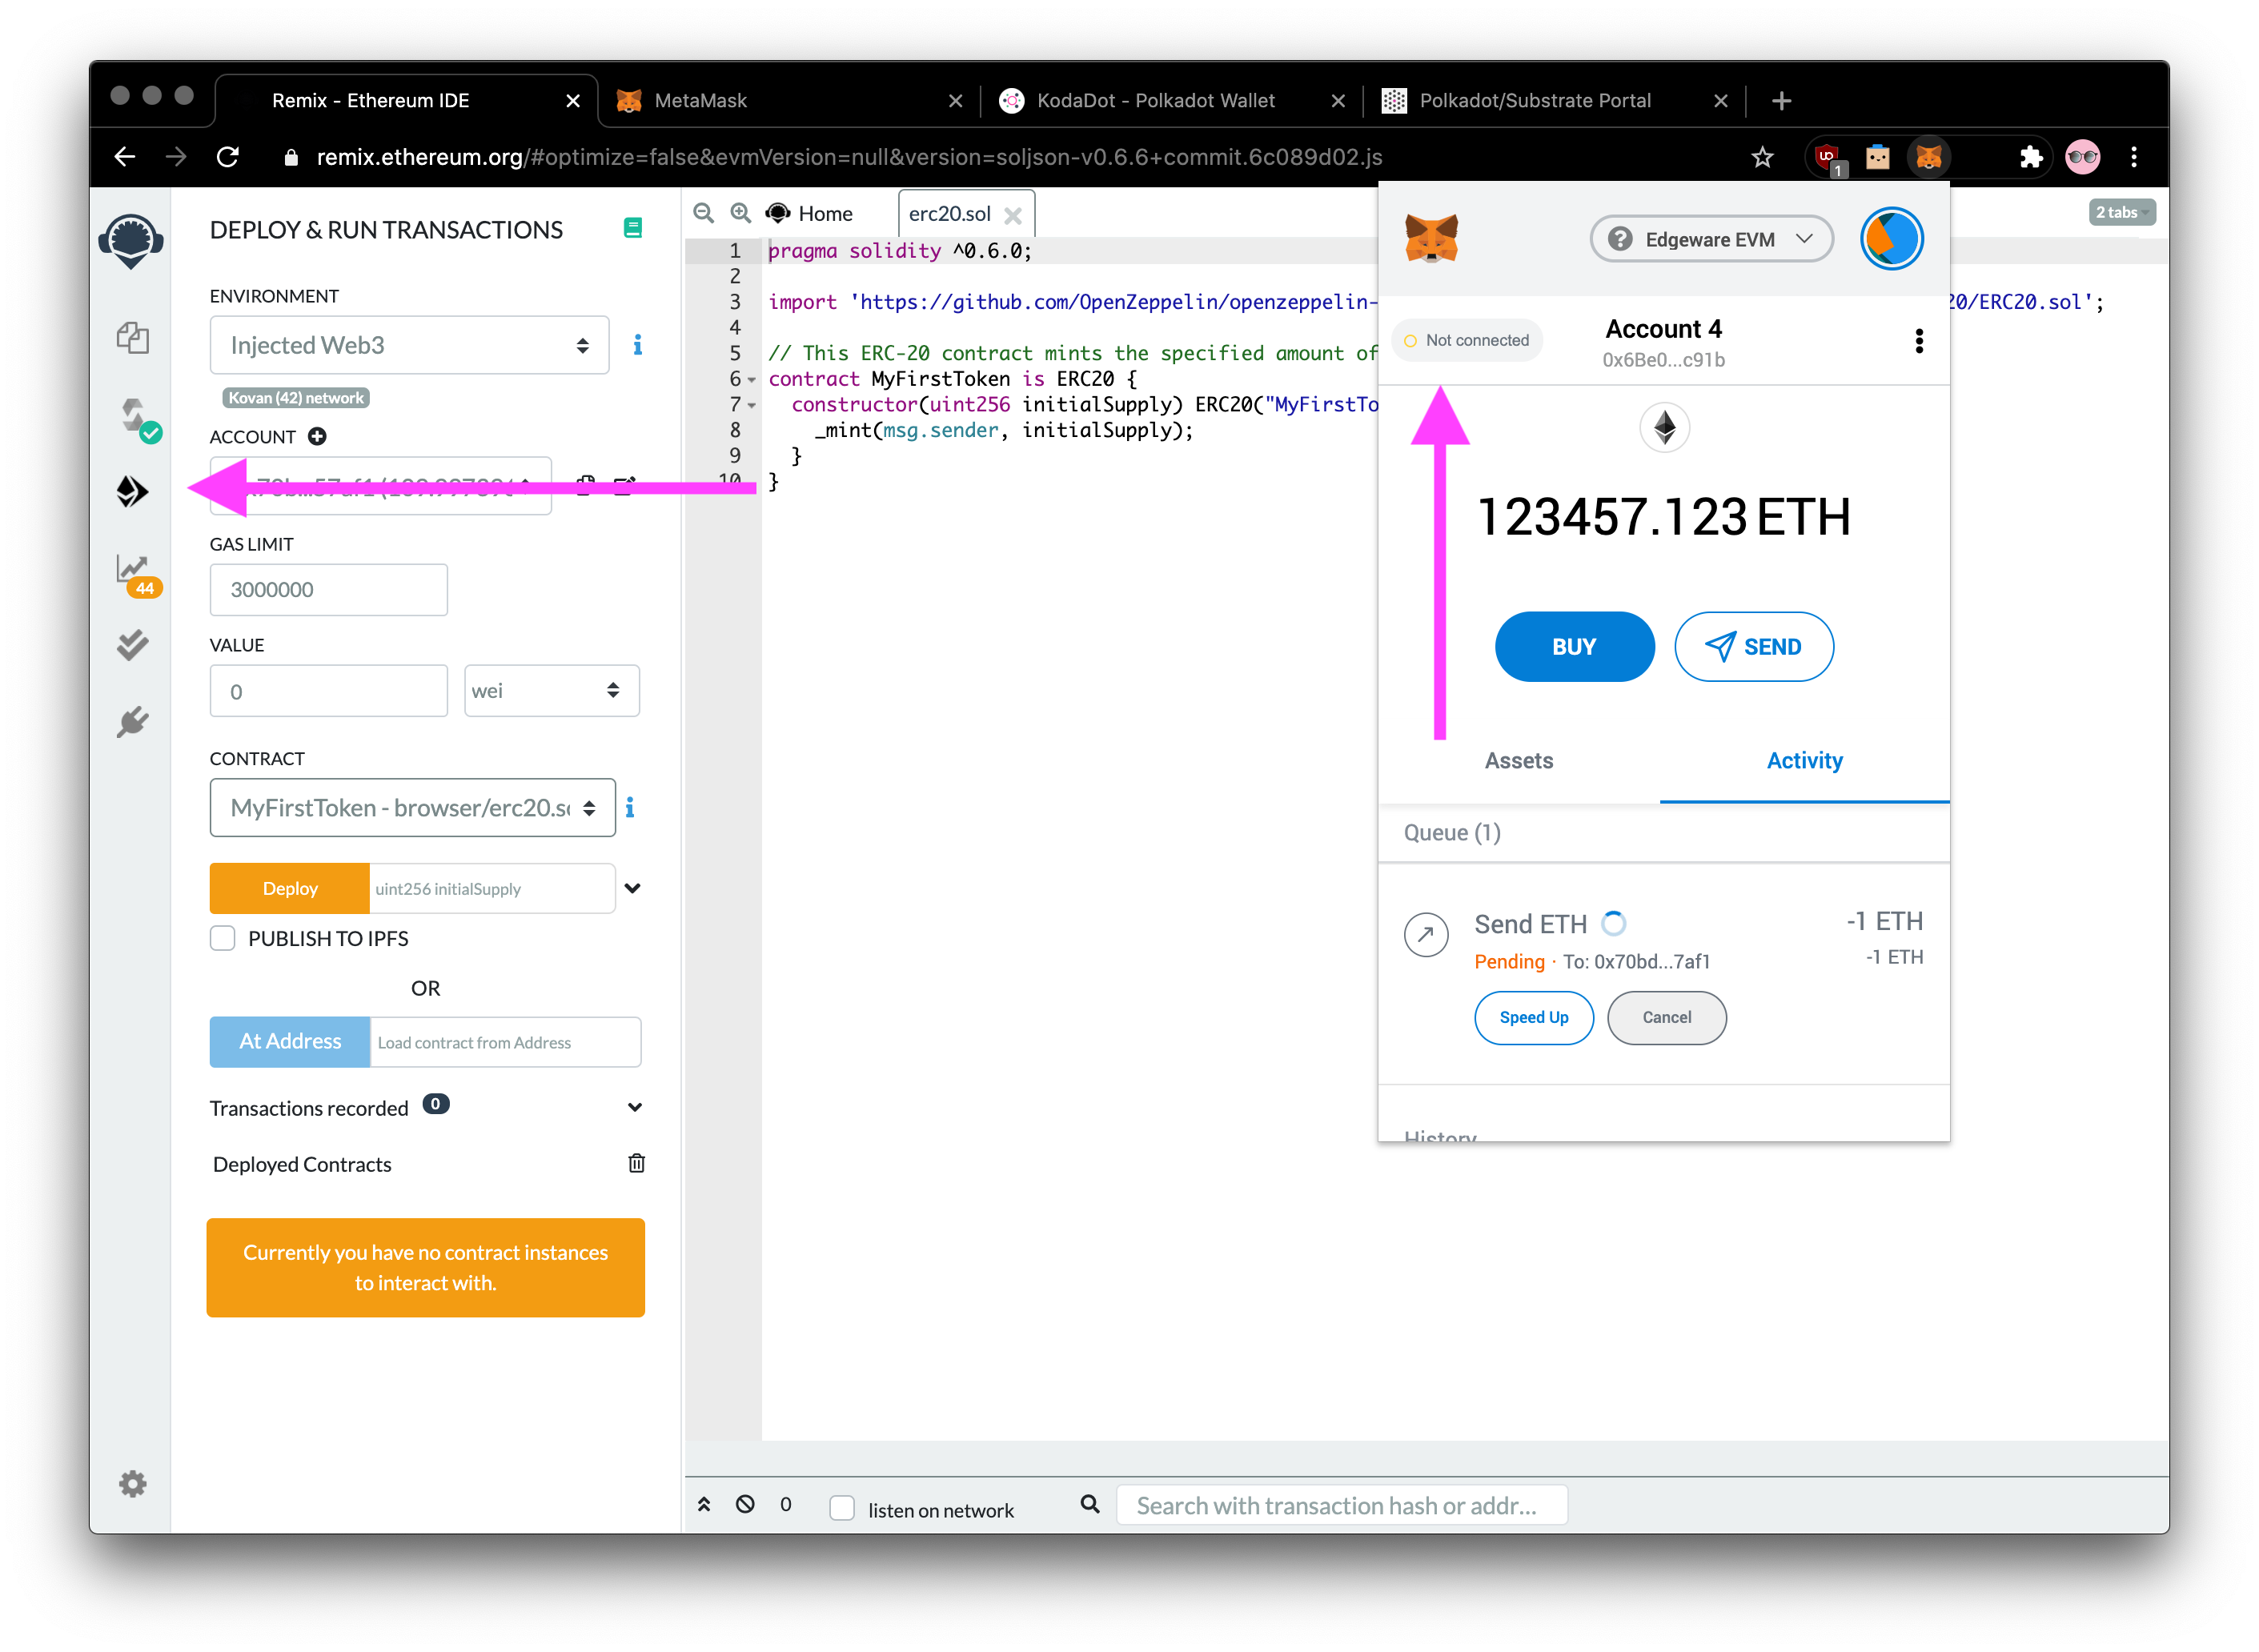 Remix - Ethereum IDE
MetaMask
KodaDot - Polkadot Wallet
Polkadot/Substrate Portal
remix.ethereum.org/#optimize=false&evmVersion=null&version=soljson-v0.6.6+commit.6c089d02.js
1
DEPLOY & RUN TRANSACTIONS
ENVIRONMENT
Injected Web3
Kovan (42) network
ACCOUNT
GAS LIMIT
3000000
VALUE
0
wei
CONTRACT
MyFirstToken - browser/erc20.s
Deploy
uint256 initialSupply
PUBLISH TO IPFS
OR
At Address
Load contract from Address
Transactions recorded 0
Deployed Contracts
Currently you have no contract instances
to interact with.
44
Home
erc20.sol
2 tabs
1 pragma solidity ^0.6.0;
2
3 import 'https://github.com/OpenZeppelin/openzeppelin- 20/ERC20.sol';
4
5 // This ERC-20 contract mints the specified amount of
6 contract MyFirstToken is ERC20 {
7 constructor(uint256 initialSupply) ERC20("MyFirstTo
8 _mint(msg.sender, initialSupply);
9 }
10 }
Edgeware EVM
Not connected
Account 4
0x6Be0...c91b
123457.123 ETH
BUY
SEND
Assets
Activity
Queue (1)
Send ETH
-1 ETH
Pending · To: 0x70bd...7af1
-1 ETH
Speed Up
Cancel
History
0
listen on network
Search with transaction hash or addr...